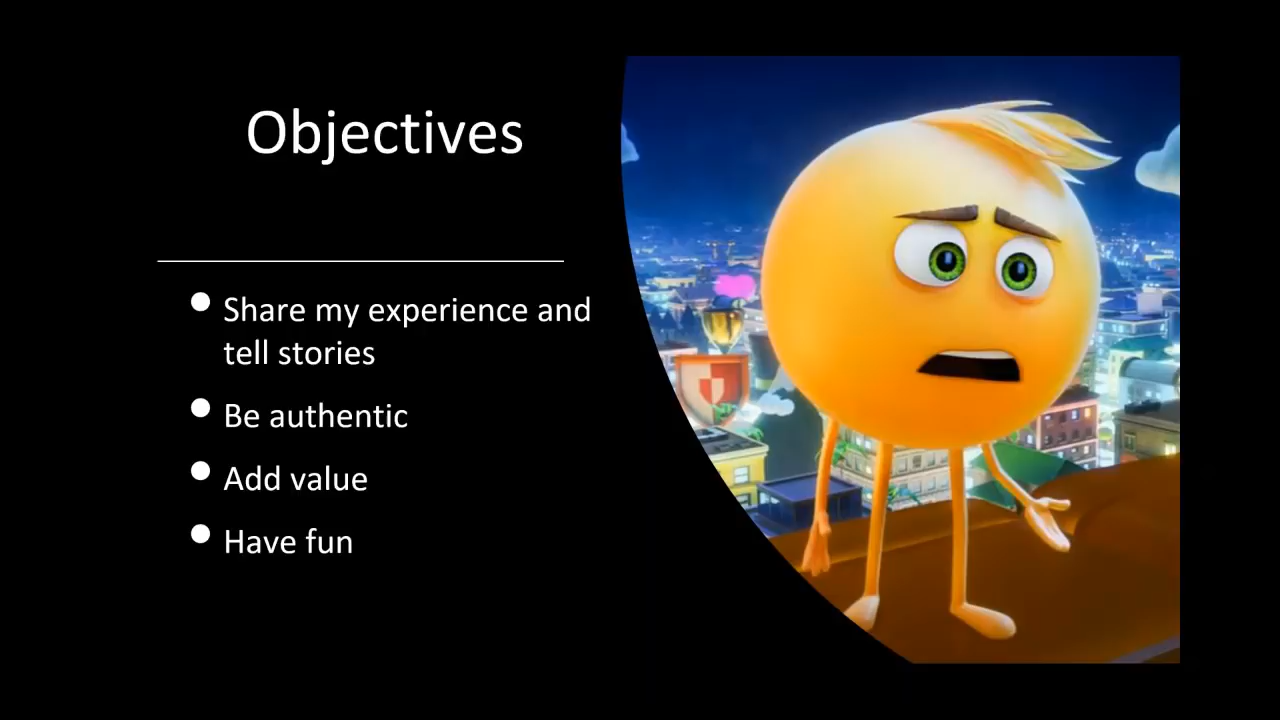 Objectives
Share my experience and
tell stories
Be authentic
Add value
Have fun